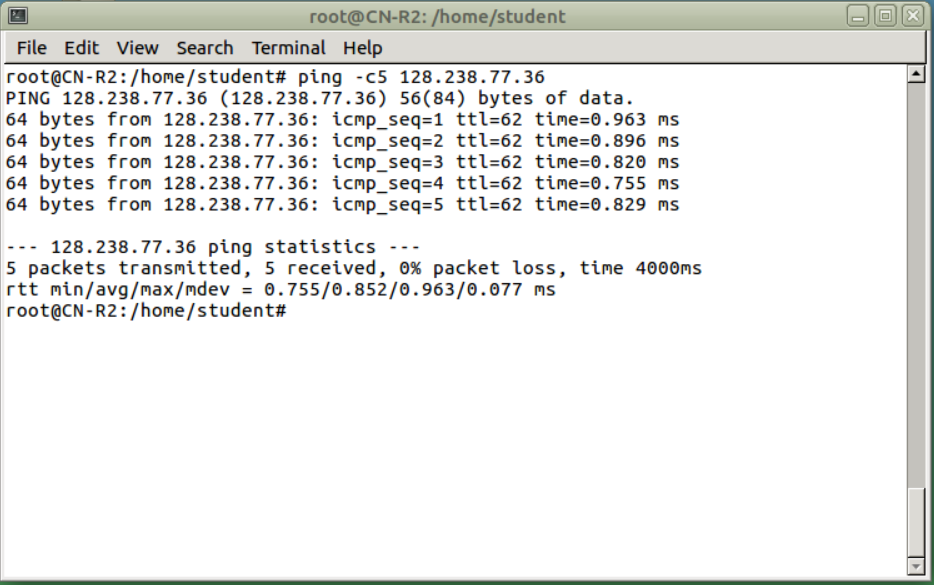 root@CN-R2: /home/student
File Edit View Search Terminal Help
root@CN-R2:/home/student# ping -c5 128.238.77.36
PING 128.238.77.36 (128.238.77.36) 56(84) bytes of data.
64 bytes from 128.238.77.36: icmp_seq=1 ttl=62 time=0.963 ms
64 bytes from 128.238.77.36: icmp_seq=2 ttl=62 time=0.896 ms
64 bytes from 128.238.77.36: icmp_seq=3 ttl=62 time=0.820 ms
64 bytes from 128.238.77.36: icmp_seq=4 ttl=62 time=0.755 ms
64 bytes from 128.238.77.36: icmp_seq=5 ttl=62 time=0.829 ms
--- 128.238.77.36 ping statistics ---
5 packets transmitted, 5 received, 0% packet loss, time 4000ms
rtt min/avg/max/mdev = 0.755/0.852/0.963/0.077 ms
root@CN-R2:/home/student#